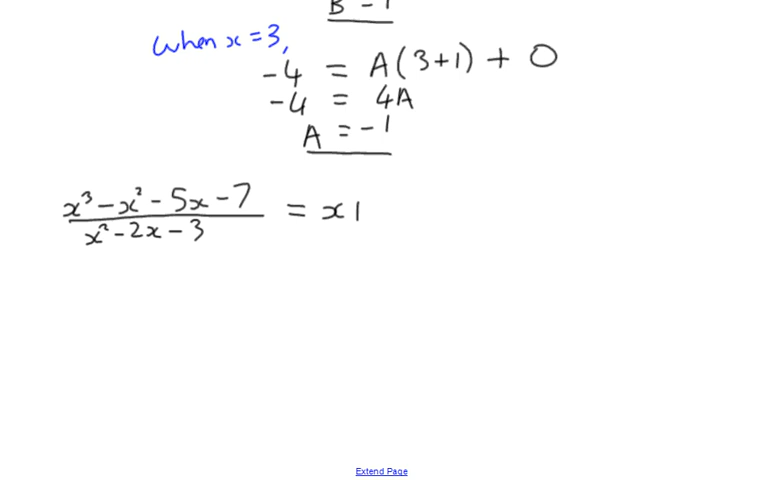 B = 1
When x = 3,
-4 = A(3+1) + 0
-4 = 4A
A = -1
x³ - x² - 5x - 7 / x² - 2x - 3 = x 1
Extend Page